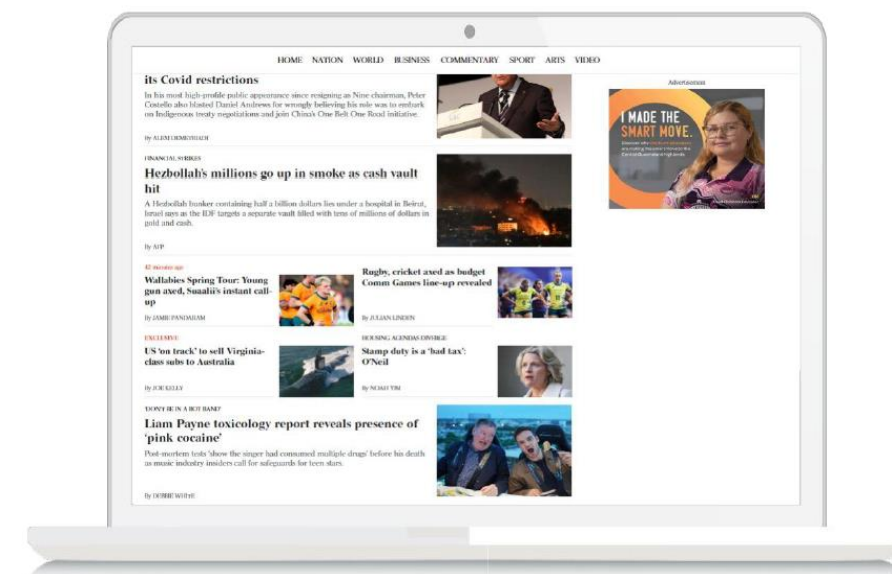 HOME NATION WORLD BUSINESS COMMENTARY SPORT ARTS VIDEO
its Covid restrictions
In his most high-profile public appearance since resigning as Nine chairman, Peter
Costello also blasted Daniel Andrews for wrongly believing his role was to embark
on Indigenous treaty negotiations and join China's One Belt One Road initiative.
By ALEXI DEMETRIADI
FINANCIAL STRIKES
Hezbollah's millions go up in smoke as cash vault
hit
A Hezbollah bunker containing half a billion dollars lies under a hospital in Beirut,
Israel says as the IDF targets a separate vault filled with tens of millions of dollars in
gold and cash.
By AFP
42 minutes ago
Wallabies Spring Tour: Young
gun axed, Suaalii's instant call-
up
By JAMIE PANDARAM
Rugby, cricket axed as budget
Comm Games line-up revealed
By JULIAN LINDEN
EXCLUSIVE
US 'on track' to sell Virginia-
class subs to Australia
By JOE KELLY
HOUSING AGENDAS DIVERGE
Stamp duty is a 'bad tax':
O'Neil
By NOAH YIM
'DON'T BE IN A BOY BAND'
Liam Payne toxicology report reveals presence of
'pink cocaine'
Post-mortem tests 'show the singer had consumed multiple drugs' before his death
as music industry insiders call for safeguards for teen stars.
By DEBBIE
Advertisement
I MADE THE
SMART MOVE.